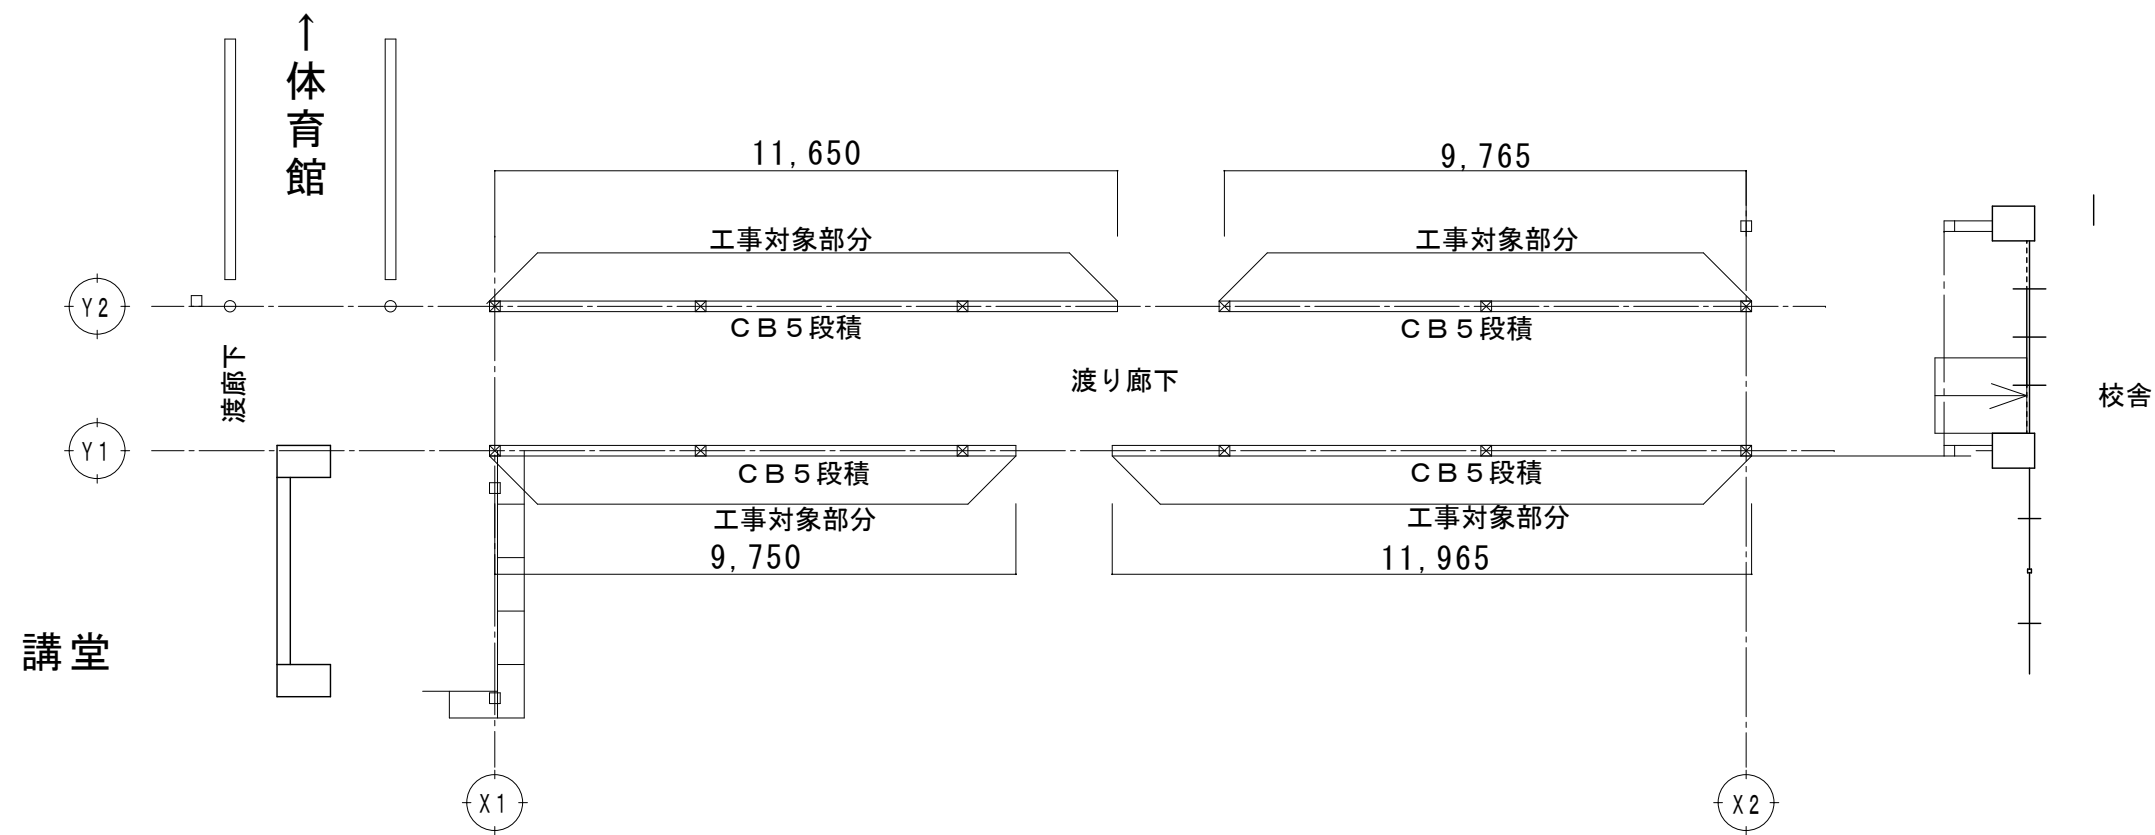 ↑体育館
11,650
9,765
工事対象部分
工事対象部分
Y2
CB5段積
CB5段積
渡廊下
渡り廊下
校舎
Y1
CB5段積
CB5段積
工事対象部分
工事対象部分
9,750
11,965
講堂
X1
X2